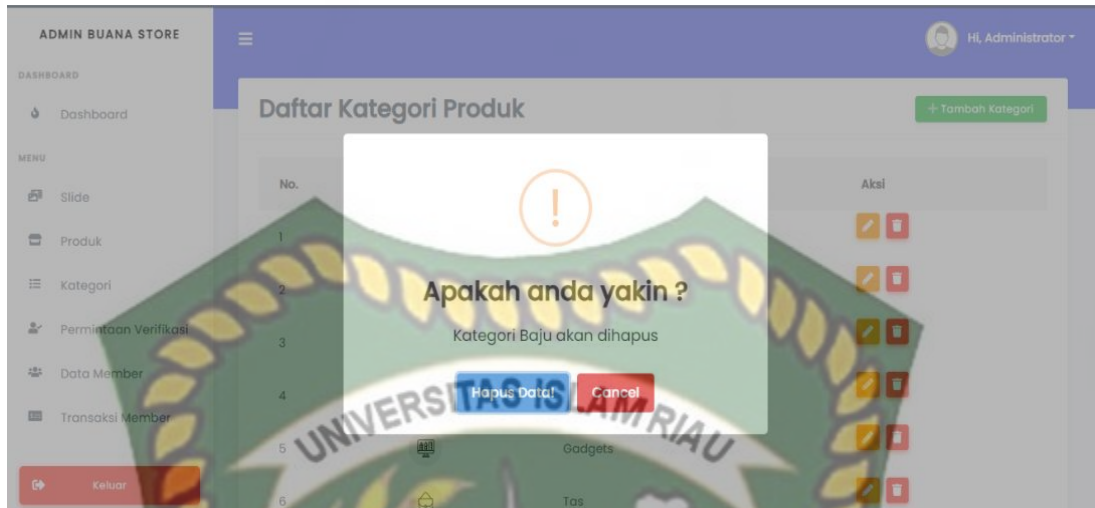 ADMIN BUANA STORE
Hi, Administrator
DASHBOARD
Dashboard
MENU
Slide
Produk
Kategori
Permintaan Verifikasi
Data Member
Transaksi Member
Keluar
Daftar Kategori Produk
+ Tambah Kategori
No.
Aksi
1
2
3
4
5 Gadgets
6 Tas
!
Apakah anda yakin ?
Kategori Baju akan dihapus
Hapus Data!
Cancel
UNIVERSITAS ISLAM RIAU